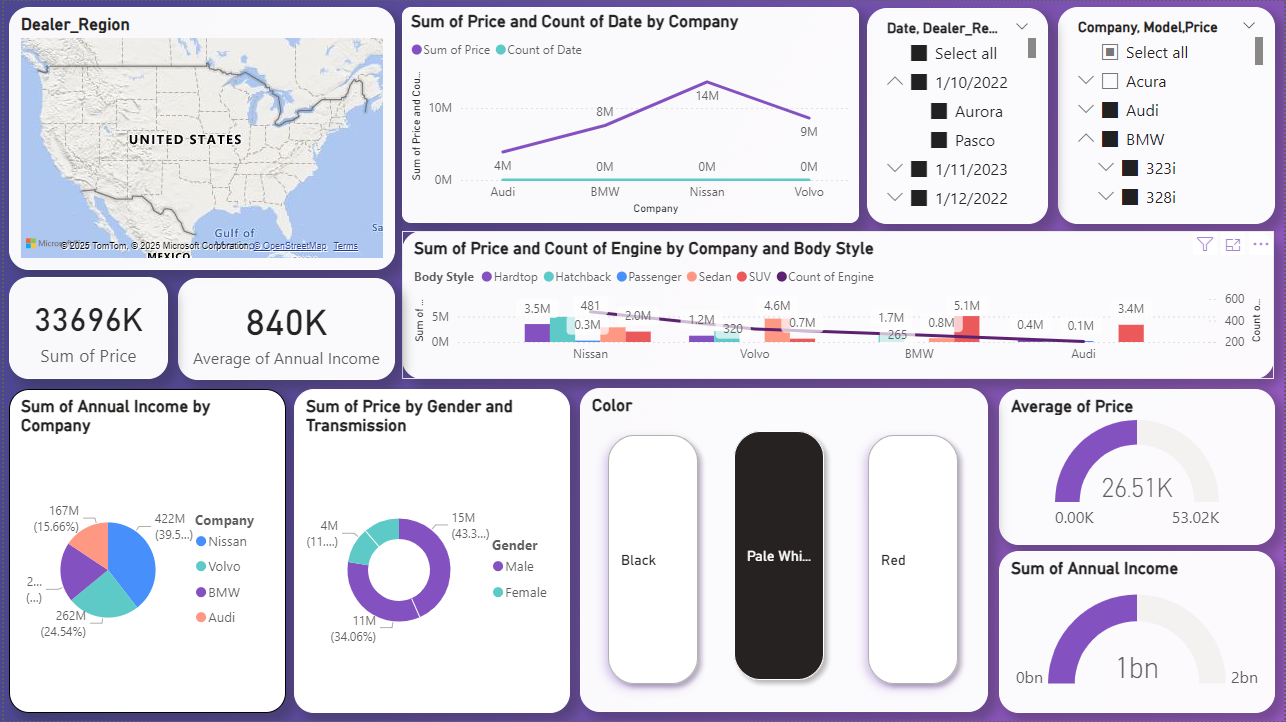 Dealer_Region
UNITED STATES
Gulf of
Sa
MEXICO
© 2025 TomTom, © 2025 Microsoft Corporation, © OpenStreetMap Terms
Sum of Price and Count of Date by Company
Sum of Price Count of Date
Sum of Price and Cou...
10M
0M
4M
8M
14M
9M
0M
0M
0M
Audi BMW Nissan Volvo
Company
Date, Dealer_Re...
Select all
1/10/2022
Aurora
Pasco
1/11/2023
1/12/2022
Company, Model,Price
Select all
Acura
Audi
BMW
323i
328i
33696K
Sum of Price
840K
Average of Annual Income
Sum of Price and Count of Engine by Company and Body Style
Body Style Hardtop Hatchback Passenger Sedan SUV Count of Engine
Sum of ...
5M
0M
3.5M 481 0.3M 2.0M
1.2M 320 4.6M 0.7M
1.7M 265 0.8M 5.1M
0.4M 0.1M 3.4M
600
400
200
Count o...
Nissan Volvo BMW Audi
Sum of Annual Income by
Company
167M
(15.66%)
422M
(39.5...)
2...
(...)
262M
(24.54%)
Company
Nissan
Volvo
BMW
Audi
Sum of Price by Gender and
Transmission
4M
(11....)
15M
(43.3...)
11M
(34.06%)
Gender
Male
Female
Color
Black
Pale Whi...
Red
Average of Price
26.51K
0.00K 53.02K
Sum of Annual Income
1bn
0bn 2bn